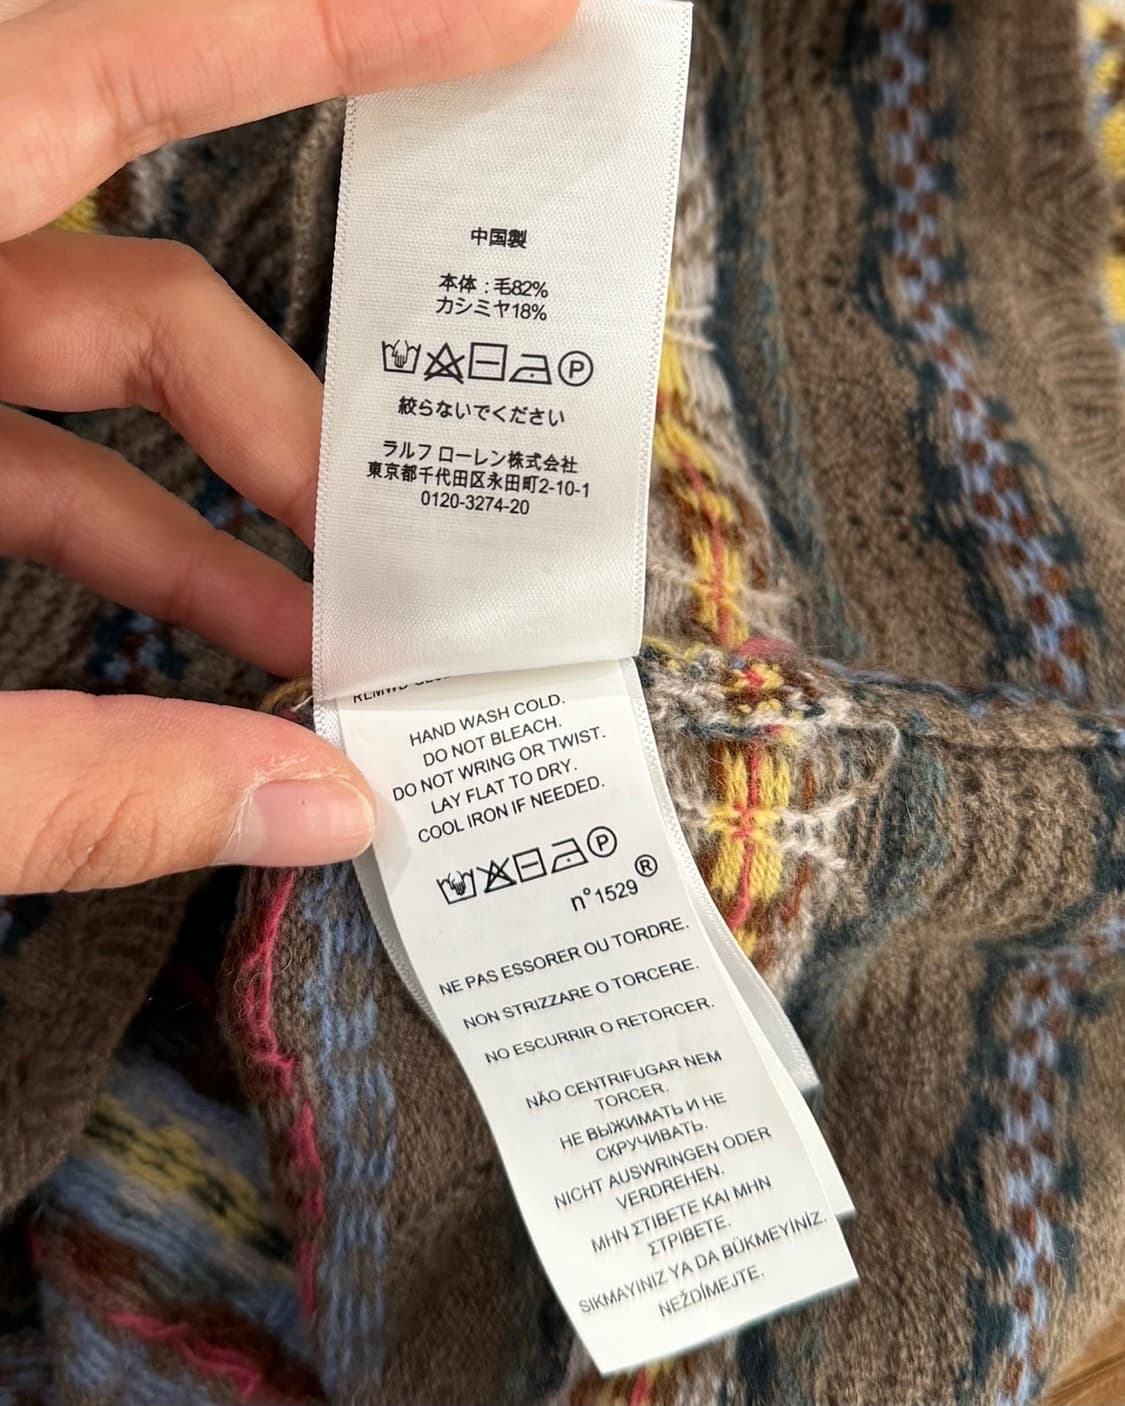 中国製
本体 : 毛82%
カシミヤ18%
P
絞らないでください
ラルフ ローレン株式会社
東京都千代田区永田町2-10-1
0120-3274-20
HAND WASH COLD.
DO NOT BLEACH.
DO NOT WRING OR TWIST.
LAY FLAT TO DRY.
COOL IRON IF NEEDED.
P
n°1529 ®
NE PAS ESSORER OU TORDRE.
NON STRIZZARE O TORCERE.
NO ESCURRIR O RETORCER.
NÃO CENTRIFUGAR NEM
TORCER.
НЕ ВЫЖИМАТЬ И НЕ
СКРУЧИВАТЬ.
NICHT AUSWRINGEN ODER
VERDREHEN.
ΜΗΝ ΣΤΙΒΕΤΕ ΚΑΙ ΜΗΝ
ΣΤΡΙΒΕΤΕ.
SIKMAYINIZ YA DA BÜKMEYİNİZ.
NEŽDÍMEJTE.